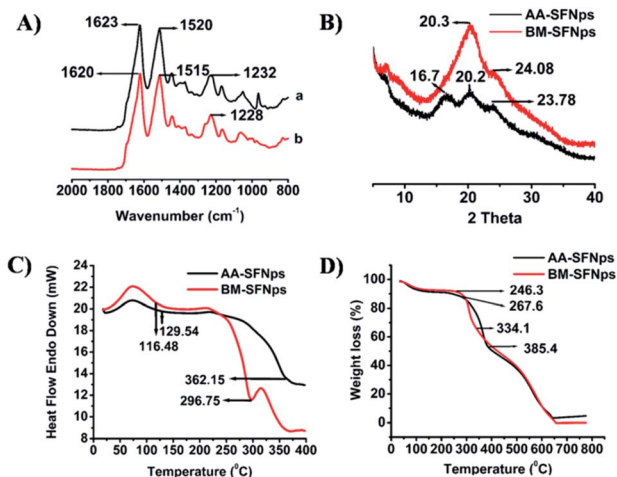 A)
1623
1520
1620
1515
1232
1228
a
b
2000 1800 1600 1400 1200 1000 800
Wavenumber (cm⁻¹)
B)
AA-SFNps
BM-SFNps
20.3
16.7
20.2
24.08
23.78
10 20 30 40
2 Theta
C)
AA-SFNps
BM-SFNps
Heat Flow Endo Down (mW)
24
22
20
18
16
14
12
10
8
129.54
116.48
362.15
296.75
0 50 100 150 200 250 300 350 400
Temperature (⁰C)
D)
AA-SFNps
BM-SFNps
Weight loss (%)
100
80
60
40
20
0
246.3
267.6
334.1
385.4
0 100 200 300 400 500 600 700 800
Temperature (⁰C)